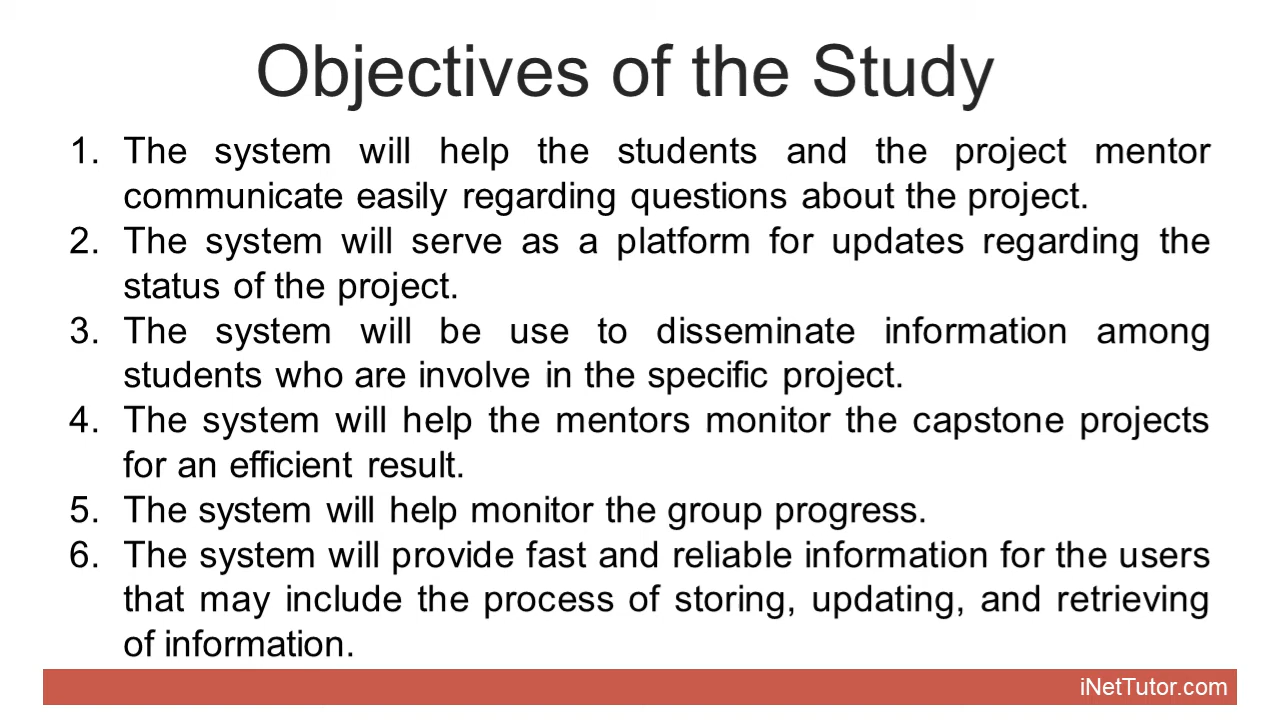 Objectives of the Study
1. The system will help the students and the project mentor
communicate easily regarding questions about the project.
2. The system will serve as a platform for updates regarding the
status of the project.
3. The system will be use to disseminate information among
students who are involve in the specific project.
4. The system will help the mentors monitor the capstone projects
for an efficient result.
5. The system will help monitor the group progress.
6. The system will provide fast and reliable information for the users
that may include the process of storing, updating, and retrieving
of information.
iNetTutor.com